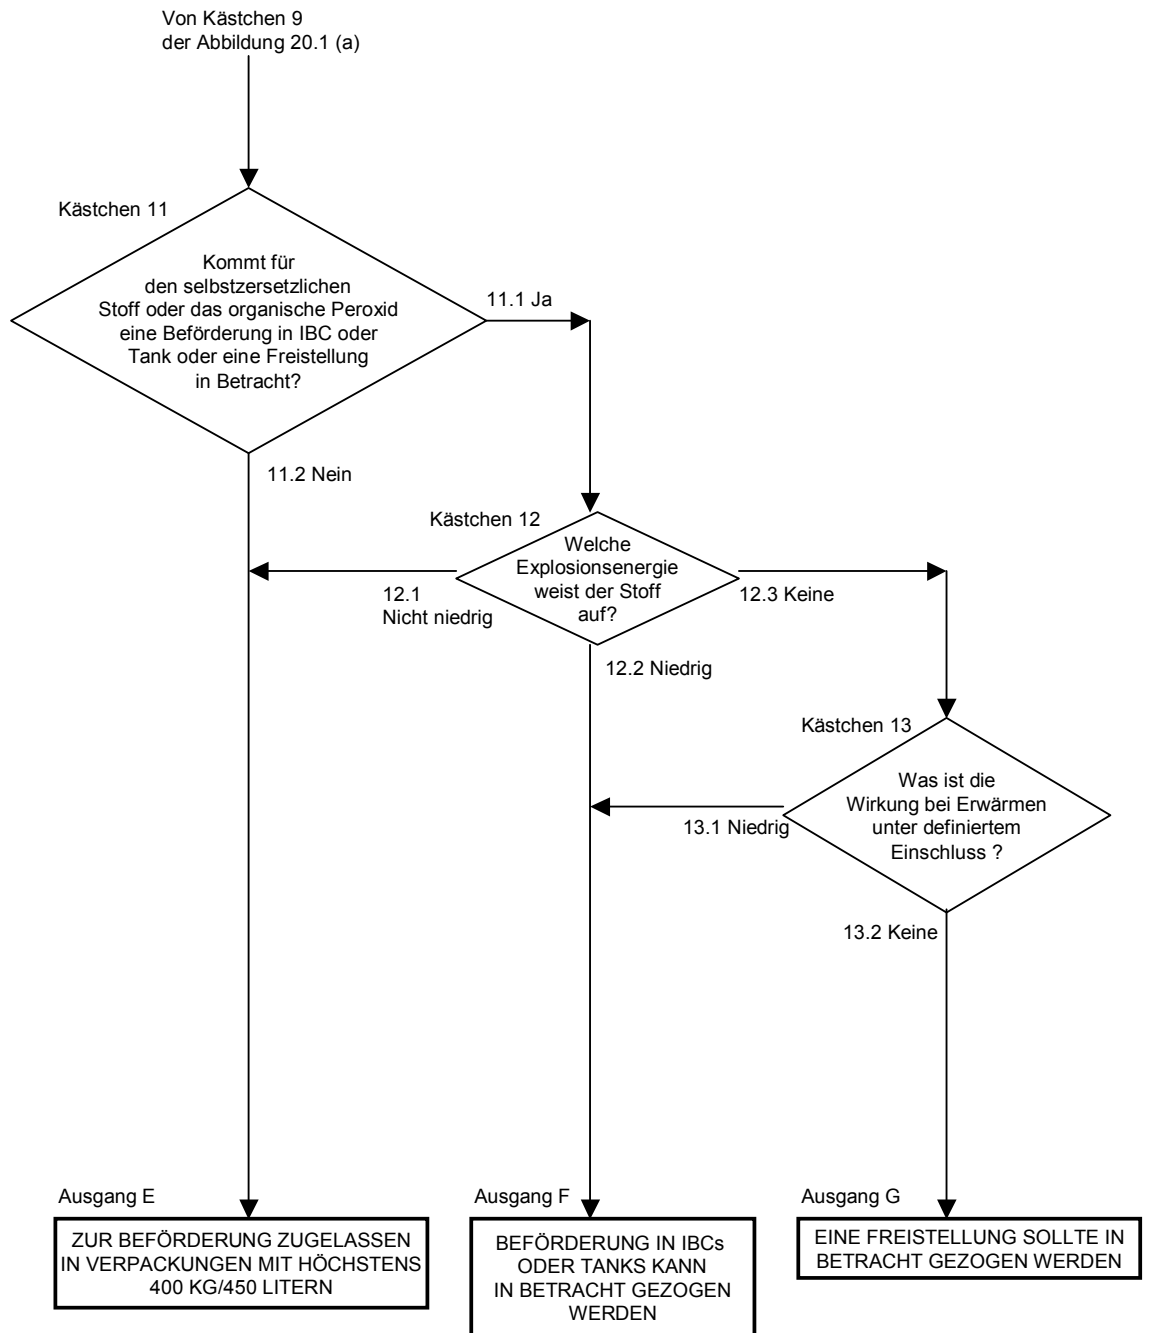 Von Kästchen 9
der Abbildung 20.1 (a)
Kästchen 11
Kommt für
den selbstzersetzlichen
Stoff oder das organische Peroxid
eine Beförderung in IBC oder
Tank oder eine Freistellung
in Betracht?
11.1 Ja
11.2 Nein
Kästchen 12
Welche
Explosionsenergie
weist der Stoff
auf?
12.1
Nicht niedrig
12.3 Keine
12.2 Niedrig
Kästchen 13
Was ist die
Wirkung bei Erwärmen
unter definiertem
Einschluss ?
13.1 Niedrig
13.2 Keine
Ausgang E
ZUR BEFÖRDERUNG ZUGELASSEN
IN VERPACKUNGEN MIT HÖCHSTENS
400 KG/450 LITERN
Ausgang F
BEFÖRDERUNG IN IBCs
ODER TANKS KANN
IN BETRACHT GEZOGEN
WERDEN
Ausgang G
EINE FREISTELLUNG SOLLTE IN
BETRACHT GEZOGEN WERDEN